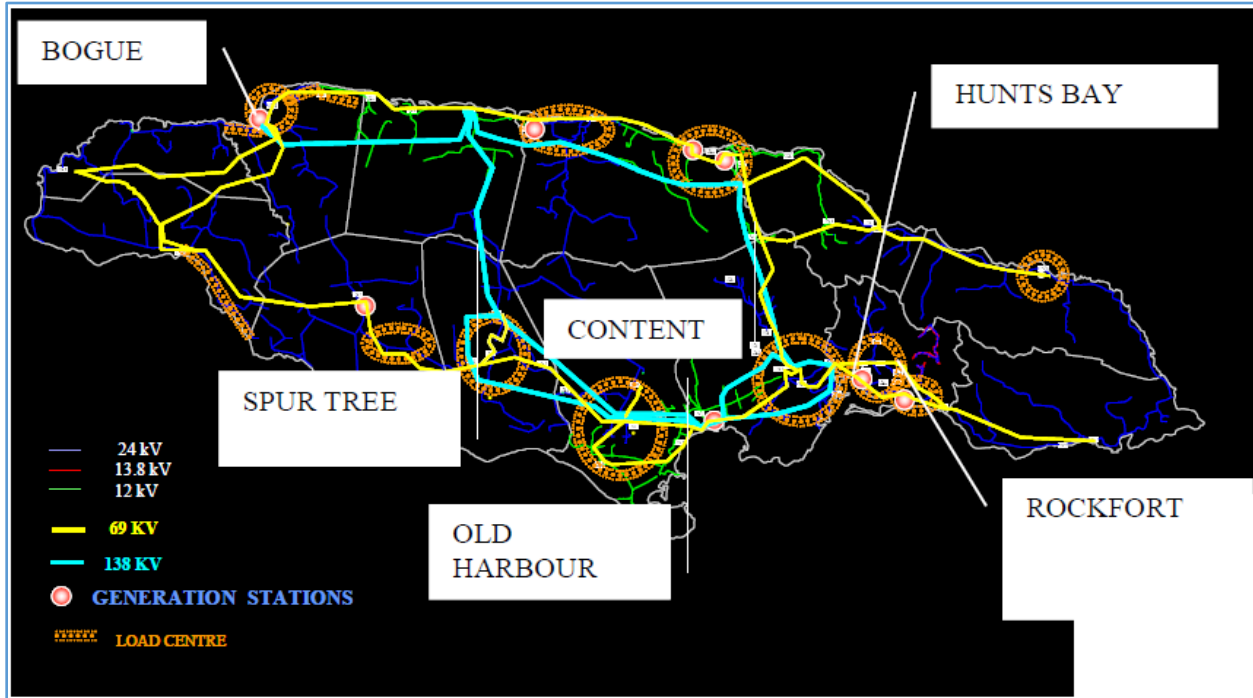 BOGUE
HUNTS BAY
CONTENT
SPUR TREE
OLD
HARBOUR
ROCKFORT
24 kV
13.8 kV
12 kV
69 KV
138 KV
GENERATION STATIONS
LOAD CENTRE